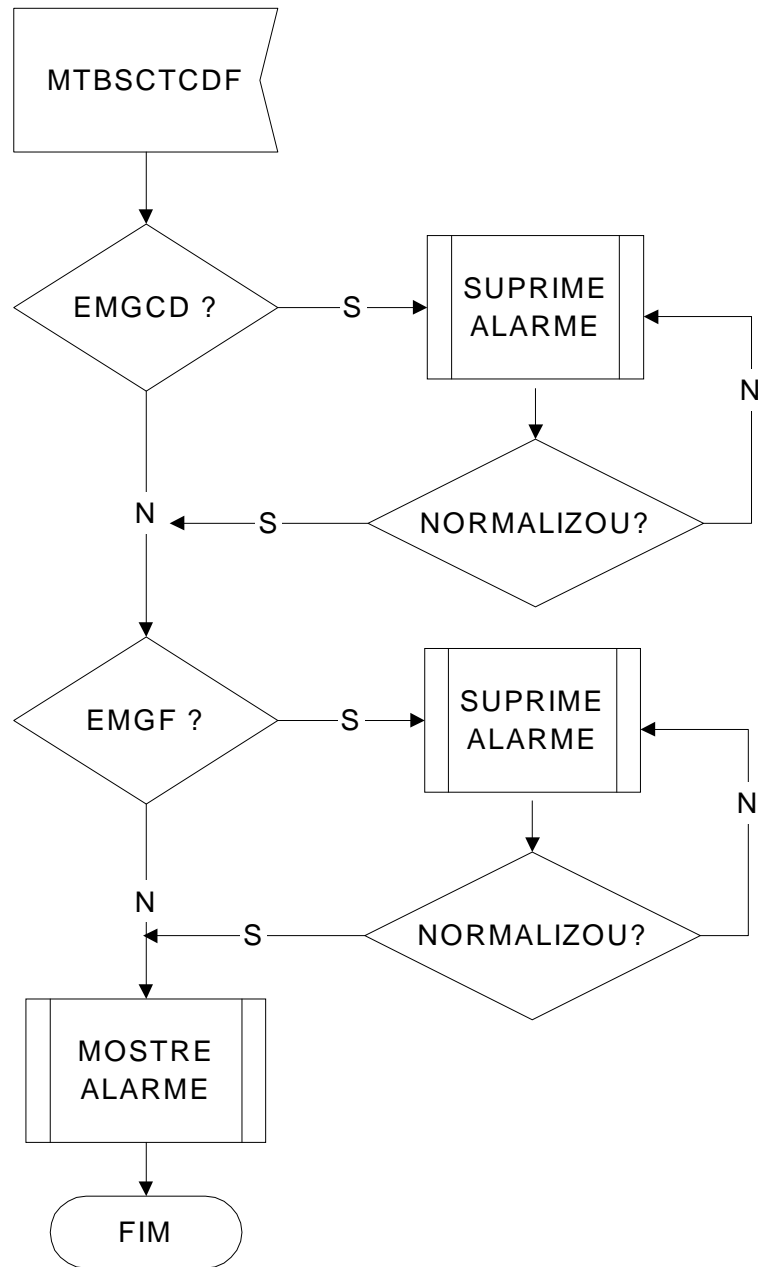 MTBSCTCDF
EMGCD ?
S
SUPRIME
ALARME
N
N
S
NORMALIZOU?
EMGF ?
S
SUPRIME
ALARME
N
N
S
NORMALIZOU?
MOSTRE
ALARME
FIM